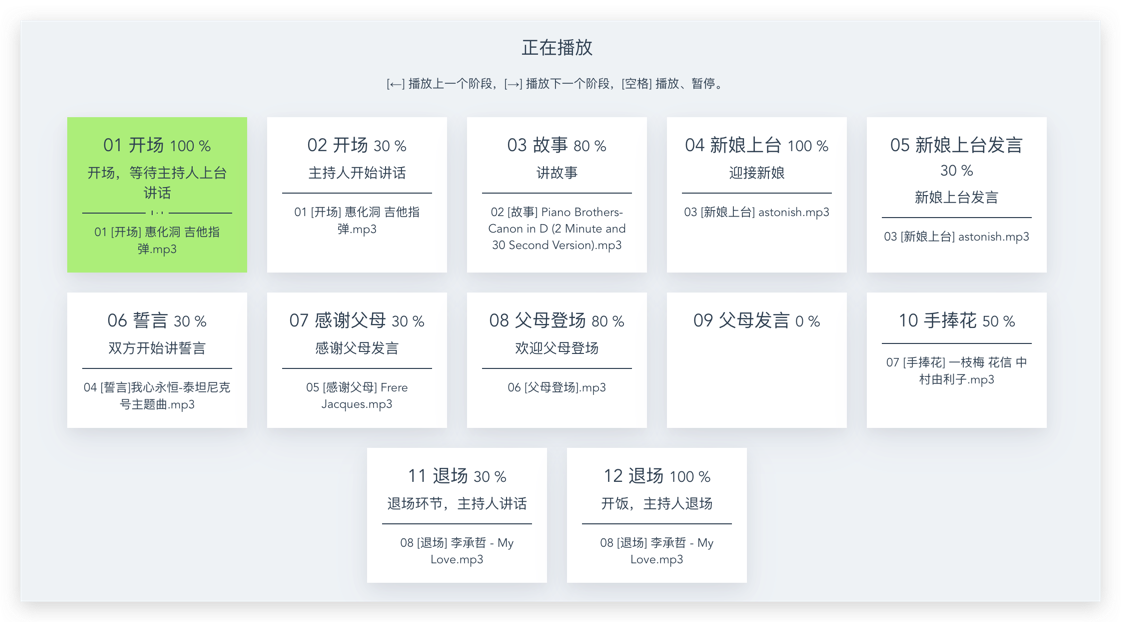 正在播放
[←] 播放上一个阶段，[→] 播放下一个阶段，[空格] 播放、暂停。
01 开场 100 %
开场，等待主持人上台
讲话
01 [开场] 惠化洞 吉他指
弹.mp3
02 开场 30 %
主持人开始讲话
01 [开场] 惠化洞 吉他指
弹.mp3
03 故事 80 %
讲故事
02 [故事] Piano Brothers-
Canon in D (2 Minute and
30 Second Version).mp3
04 新娘上台 100 %
迎接新娘
03 [新娘上台] astonish.mp3
05 新娘上台发言
30 %
新娘上台发言
03 [新娘上台] astonish.mp3
06 誓言 30 %
双方开始讲誓言
04 [誓言]我心永恒-泰坦尼克
号主题曲.mp3
07 感谢父母 30 %
感谢父母发言
05 [感谢父母] Frere
Jacques.mp3
08 父母登场 80 %
欢迎父母登场
06 [父母登场].mp3
09 父母发言 0 %
10 手捧花 50 %
07 [手捧花] 一枝梅 花信 中
村由利子.mp3
11 退场 30 %
退场环节，主持人讲话
08 [退场] 李承哲 - My
Love.mp3
12 退场 100 %
开饭，主持人退场
08 [退场] 李承哲 - My
Love.mp3